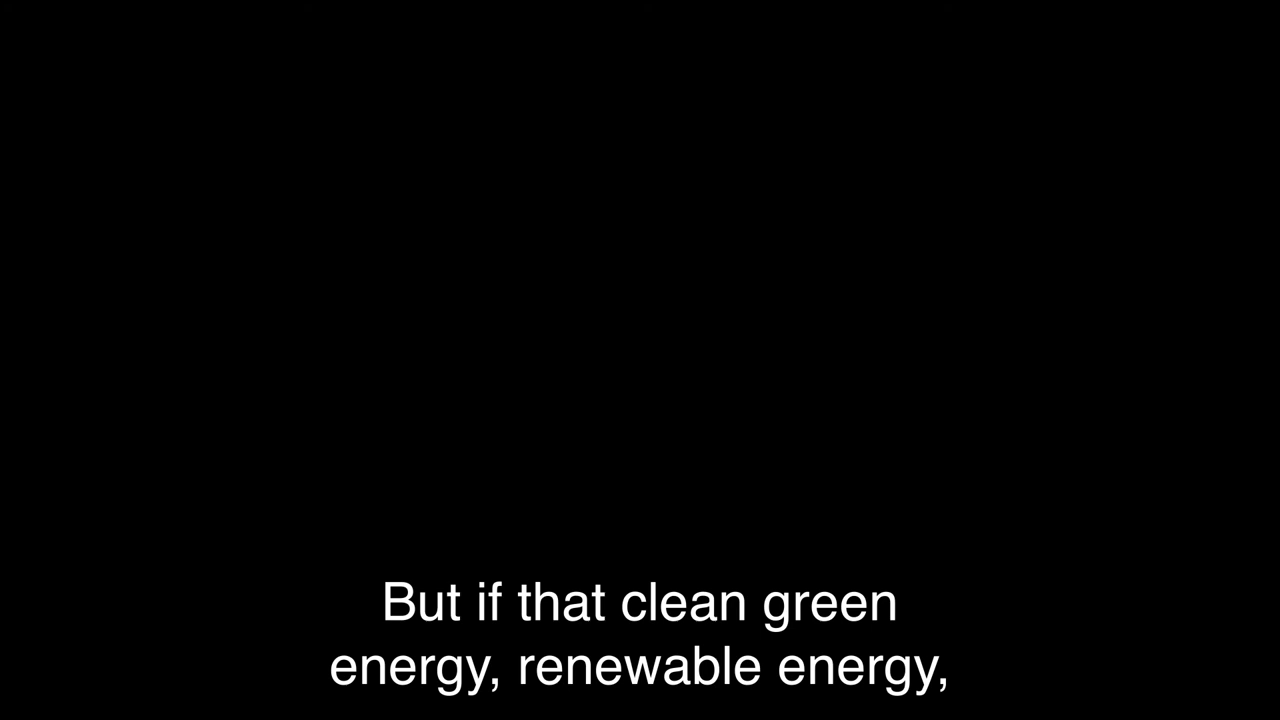 But if that clean green
energy, renewable energy,